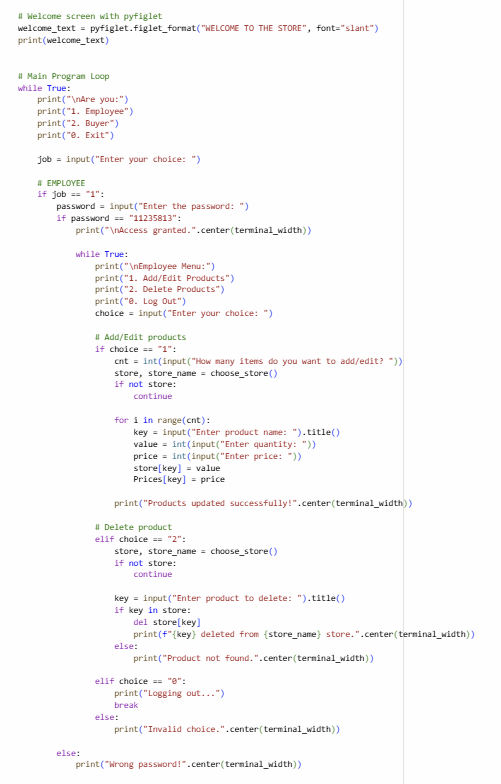 # Welcome screen with pyfiglet
welcome_text = pyfiglet.figlet_format("WELCOME TO THE STORE", font="slant")
print(welcome_text)
# Main Program Loop
while True:
    print("\nAre you:")
    print("1. Employee")
    print("2. Buyer")
    print("0. Exit")
    job = input("Enter your choice: ")
    # EMPLOYEE
    if job == "1":
        password = input("Enter the password: ")
        if password == "11235813":
            print("\nAccess granted.".center(terminal_width))
            while True:
                print("\nEmployee Menu:")
                print("1. Add/Edit Products")
                print("2. Delete Products")
                print("0. Log Out")
                choice = input("Enter your choice: ")
                # Add/Edit products
                if choice == "1":
                    cnt = int(input("How many items do you want to add/edit? "))
                    store, store_name = choose_store()
                    if not store:
                        continue
                    for i in range(cnt):
                        key = input("Enter product name: ").title()
                        value = int(input("Enter quantity: "))
                        price = int(input("Enter price: "))
                        store[key] = value
                        Prices[key] = price
                    print("Products updated successfully!".center(terminal_width))
                # Delete product
                elif choice == "2":
                    store, store_name = choose_store()
                    if not store:
                        continue
                    key = input("Enter product to delete: ").title()
                    if key in store:
                        del store[key]
                        print(f"{key} deleted from {store_name} store.".center(terminal_width))
                    else:
                        print("Product not found.".center(terminal_width))
                elif choice == "0":
                    print("Logging out...")
                    break
                else:
                    print("Invalid choice.".center(terminal_width))
        else:
            print("Wrong password!".center(terminal_width))